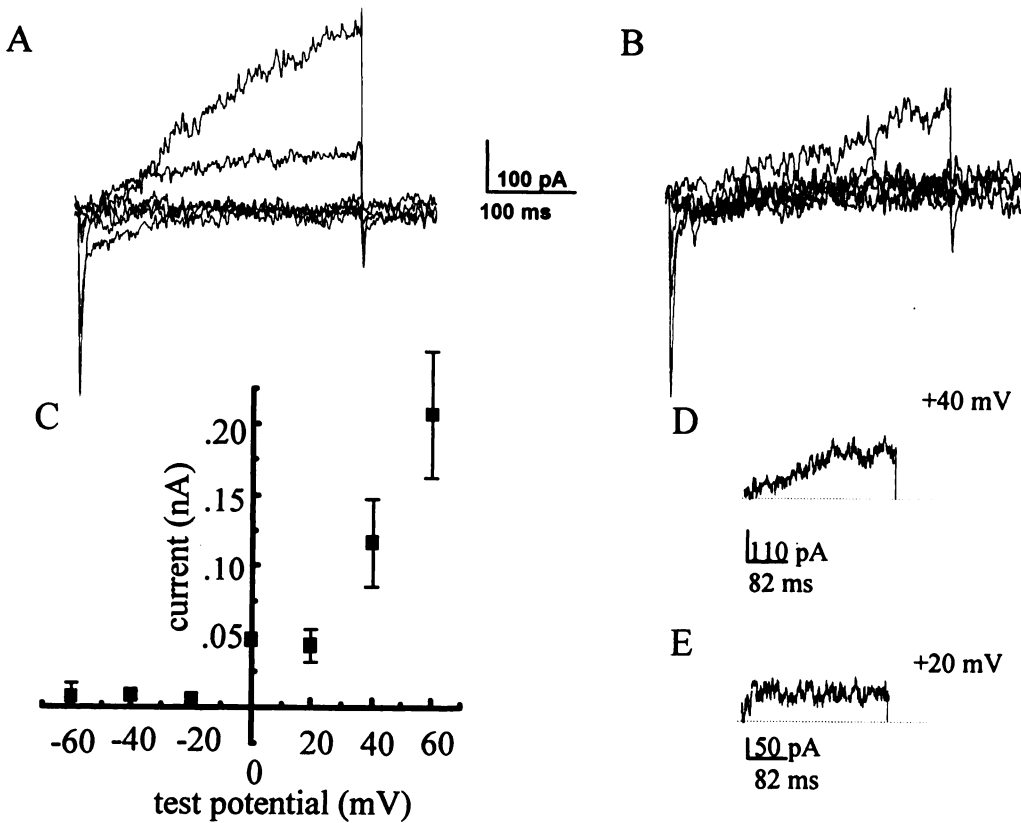 A
B
100 pA
100 ms
C
.20
.15
.10
.05
current (nA)
-60 -40 -20 20 40 60
0
test potential (mV)
D
+40 mV
110 pA
82 ms
E
+20 mV
50 pA
82 ms